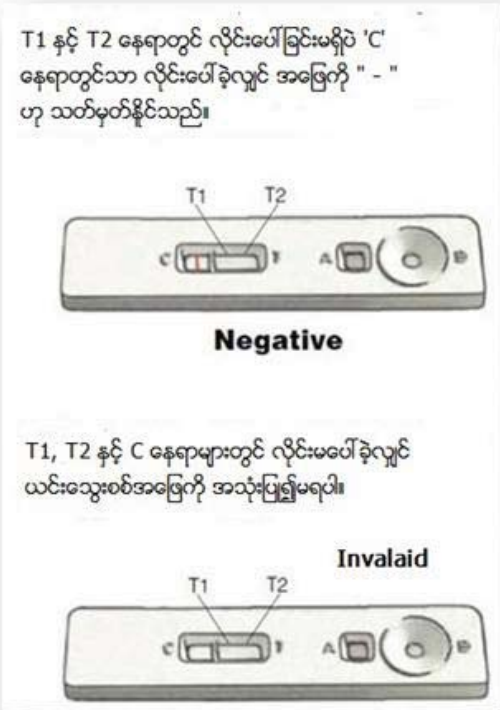 T1 နှင့် T2 နေရာတွင် လိုင်းပေါ်ခြင်းမရှိပဲ 'C'
နေရာတွင်သာ လိုင်းပေါ်ခဲ့လျှင် အဖြေကို " - "
ဟု သတ်မှတ်နိုင်သည်။
T1 T2
C T A B
Negative
T1, T2 နှင့် C နေရာများတွင် လိုင်းမပေါ်ခဲ့လျှင်
ယင်းသွေးစစ်အဖြေကို အသုံးပြု၍မရပါ။
Invalaid
T1 T2
C T A B